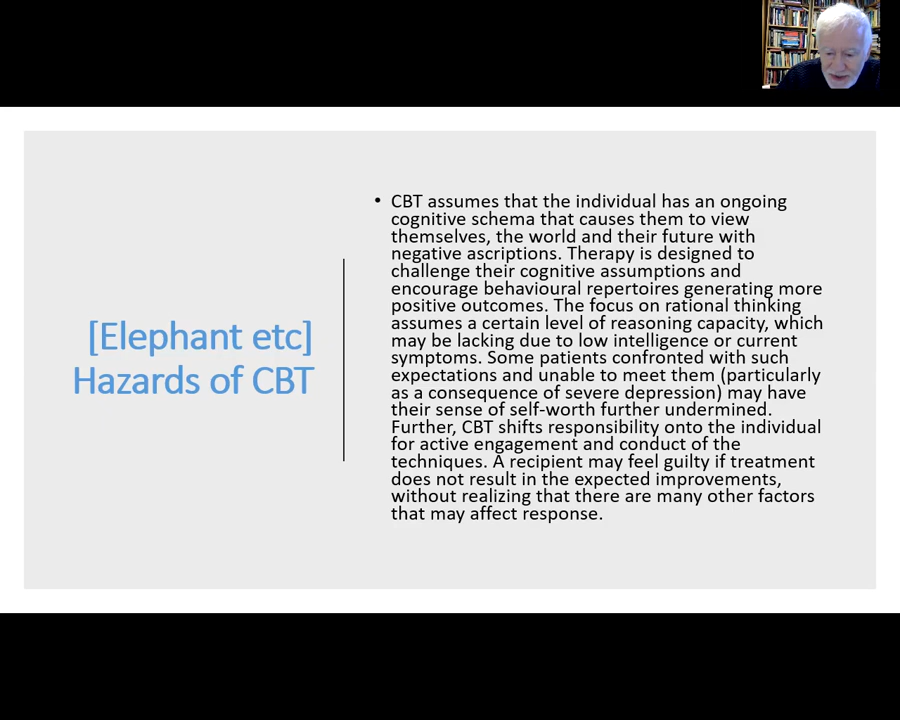 [Elephant etc]
Hazards of CBT
• CBT assumes that the individual has an ongoing
cognitive schema that causes them to view
themselves, the world and their future with
negative ascriptions. Therapy is designed to
challenge their cognitive assumptions and
encourage behavioural repertoires generating more
positive outcomes. The focus on rational thinking
assumes a certain level of reasoning capacity, which
may be lacking due to low intelligence or current
symptoms. Some patients confronted with such
expectations and unable to meet them (particularly
as a consequence of severe depression) may have
their sense of self-worth further undermined.
Further, CBT shifts responsibility onto the individual
for active engagement and conduct of the
techniques. A recipient may feel guilty if treatment
does not result in the expected improvements,
without realizing that there are many other factors
that may affect response.